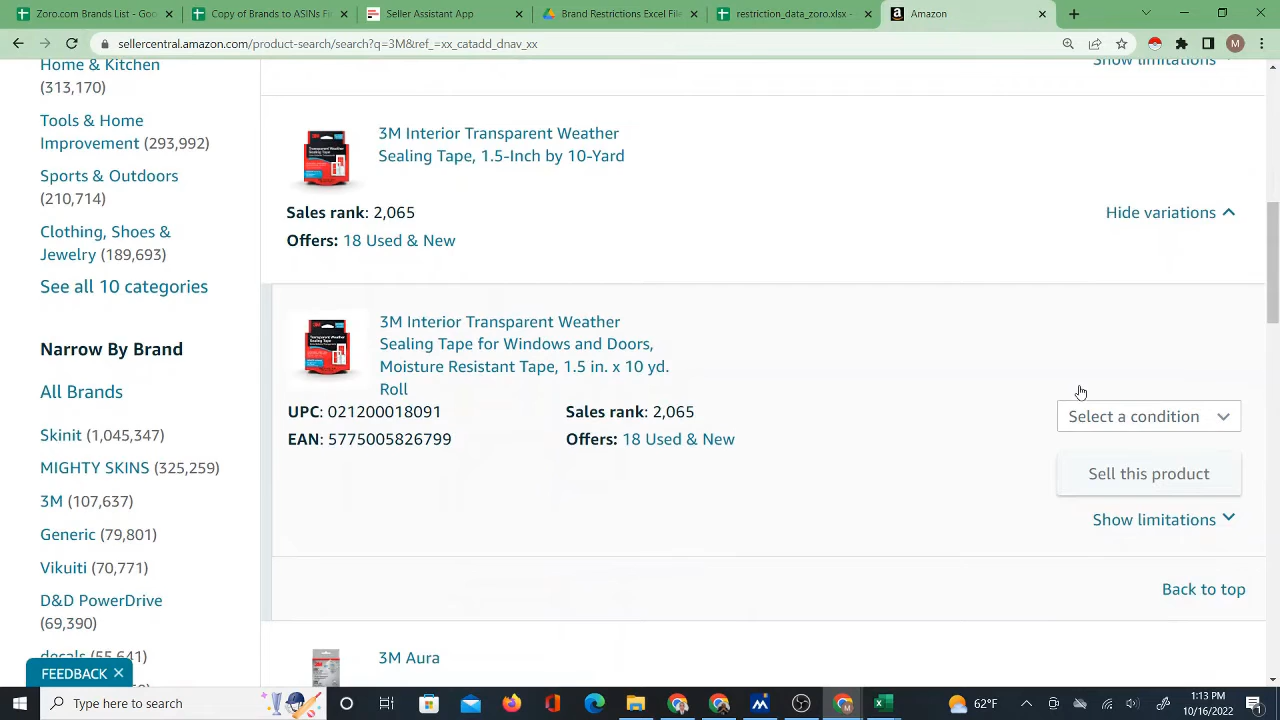 Zoro List 7 - Goo
Copy of BANDS Fi
Seller Assistant App
Brand Restrictions Excel File
restriction_data_zoro.xlsx -
Amazon
sellercentral.amazon.com/product-search/search?q=3M&ref_=xx_catadd_dnav_xx
M
Show limitations
Home & Kitchen
(313,170)
Tools & Home
Improvement (293,992)
Sports & Outdoors
(210,714)
Clothing, Shoes &
Jewelry (189,693)
See all 10 categories
Narrow By Brand
All Brands
Skinit (1,045,347)
MIGHTY SKINS (325,259)
3M (107,637)
Generic (79,801)
Vikuiti (70,771)
D&D PowerDrive
(69,390)
decals (55,641)
FEEDBACK
3M Interior Transparent Weather
Sealing Tape, 1.5-Inch by 10-Yard
Sales rank: 2,065
Offers: 18 Used & New
Hide variations
3M Interior Transparent Weather
Sealing Tape for Windows and Doors,
Moisture Resistant Tape, 1.5 in. x 10 yd.
Roll
UPC: 021200018091
Sales rank: 2,065
EAN: 5775005826799
Offers: 18 Used & New
Select a condition
Sell this product
Show limitations
Back to top
3M Aura
Type here to search
62°F
1:13 PM
10/16/2022